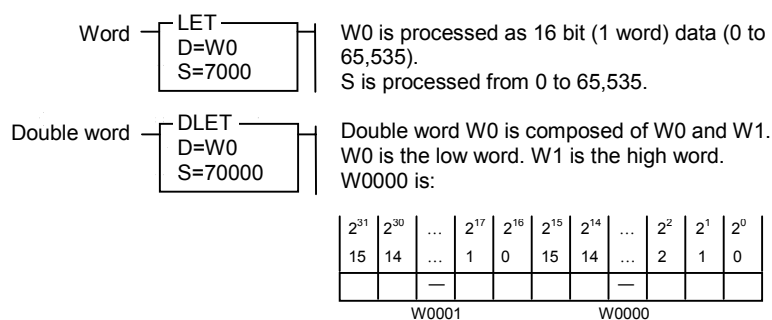 Word
LET
D=W0
S=7000
W0 is processed as 16 bit (1 word) data (0 to
65,535).
S is processed from 0 to 65,535.
Double word
DLET
D=W0
S=70000
Double word W0 is composed of W0 and W1.
W0 is the low word. W1 is the high word.
W0000 is:
2³¹ 2³⁰ … 2¹⁷ 2¹⁶ 2¹⁵ 2¹⁴ … 2² 2¹ 2⁰
15 14 … 1 0 15 14 … 2 1 0
— —
W0001 W0000